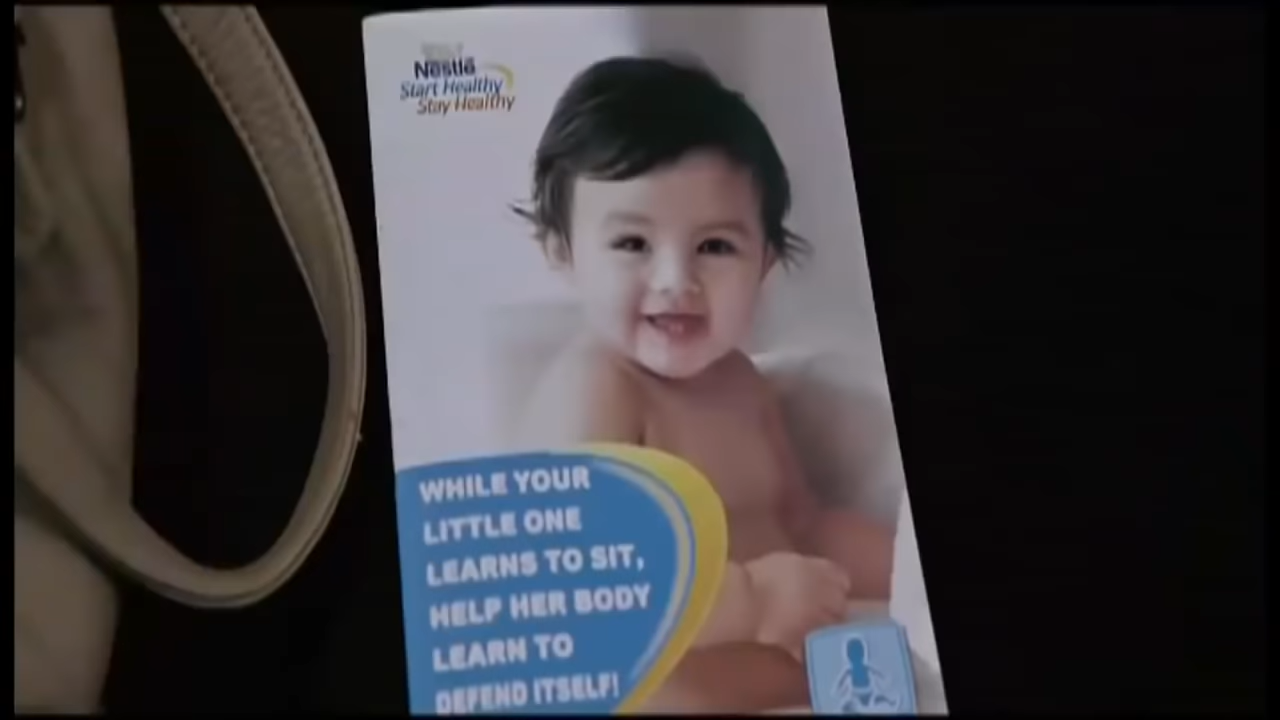 Nestlé
Start Healthy
Stay Healthy
WHILE YOUR
LITTLE ONE
LEARNS TO SIT,
HELP HER BODY
LEARN TO
DEFEND ITSELF!